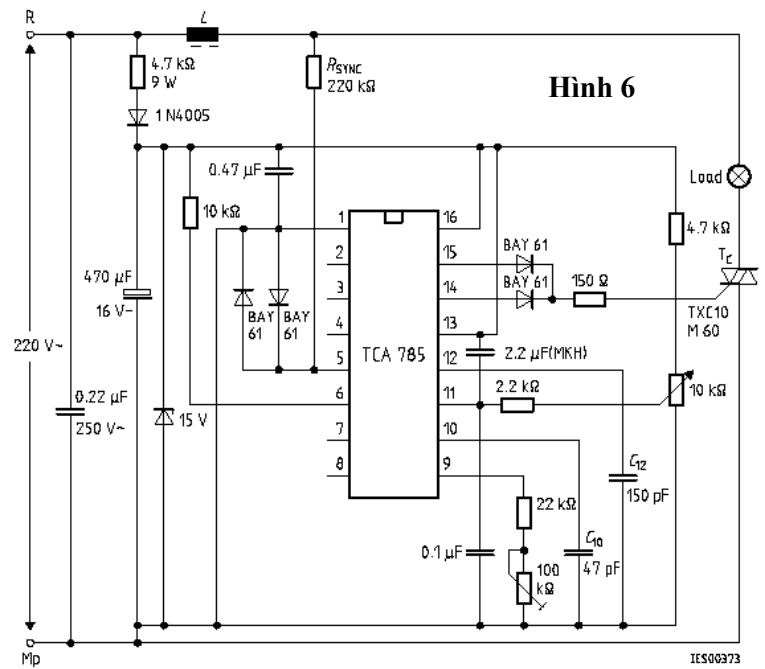 R
L
4.7 kΩ
9 W
R SYNC
220 kΩ
Hình 6
1 N4005
0.47 µF
Load
10 kΩ
1
16
4.7 kΩ
2
15
BAY 61
3
14
BAY 61
150 Ω
470 µF
16 V–
BAY
61
BAY
61
TXC10
M 60
4
13
220 V~
TCA 785
2.2 µF(MKH)
5
12
2.2 kΩ
10 kΩ
6
11
0.22 µF
250 V~
15 V
7
10
8
9
C12
150 pF
22 kΩ
0.1 µF
C10
47 pF
100
kΩ
Mp
IES00373